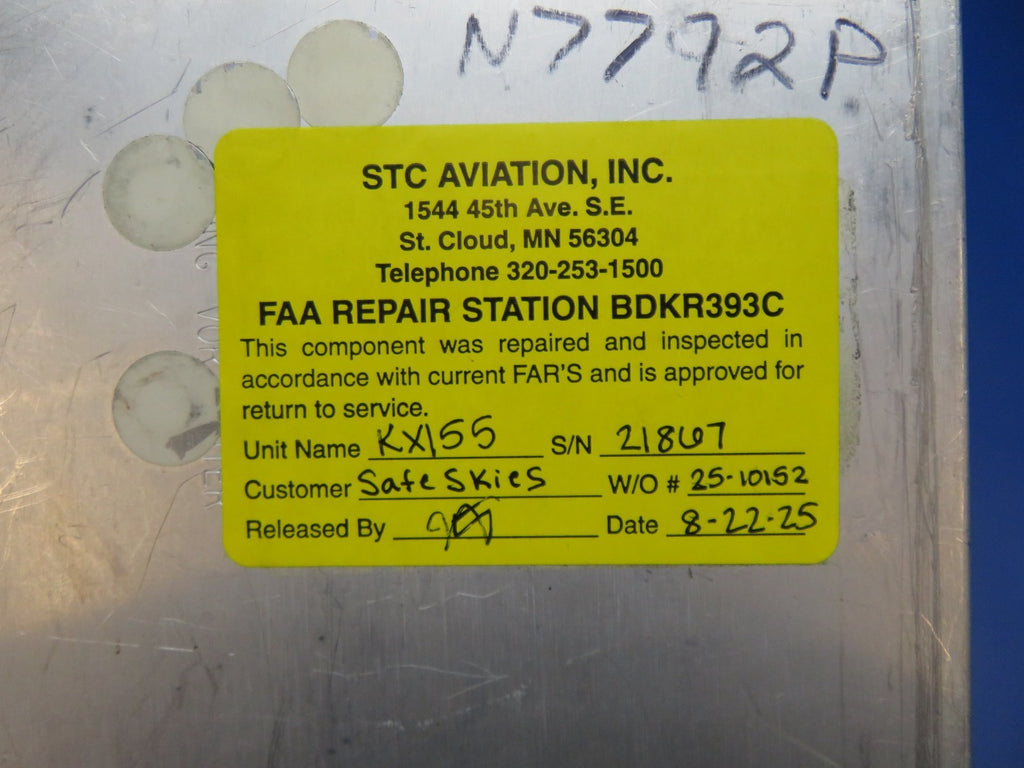 N7792P
STC AVIATION, INC.
1544 45th Ave. S.E.
St. Cloud, MN 56304
Telephone 320-253-1500
FAA REPAIR STATION BDKR393C
This component was repaired and inspected in
accordance with current FAR'S and is approved for
return to service.
Unit Name KX155 S/N 21867
Customer Safe Skies W/O # 25-10152
Released By Date 8-22-25